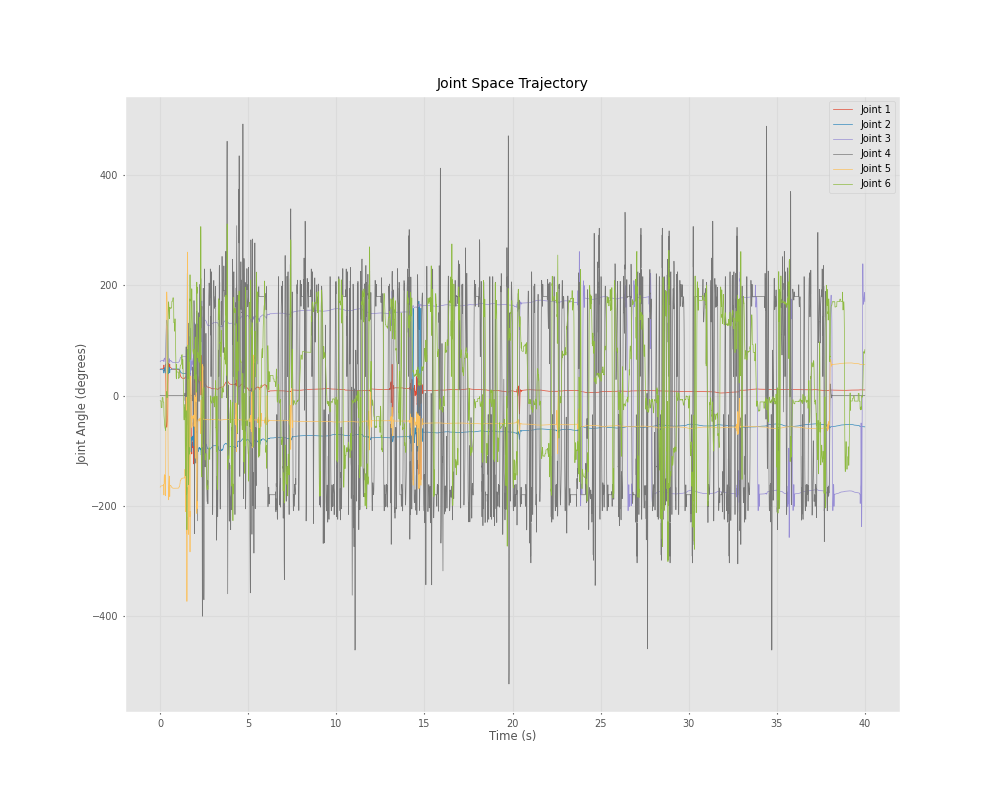 Joint Space Trajectory
Joint 1
Joint 2
Joint 3
Joint 4
Joint 5
Joint 6
400
200
0
−200
−400
Joint Angle (degrees)
0 5 10 15 20 25 30 35 40
Time (s)